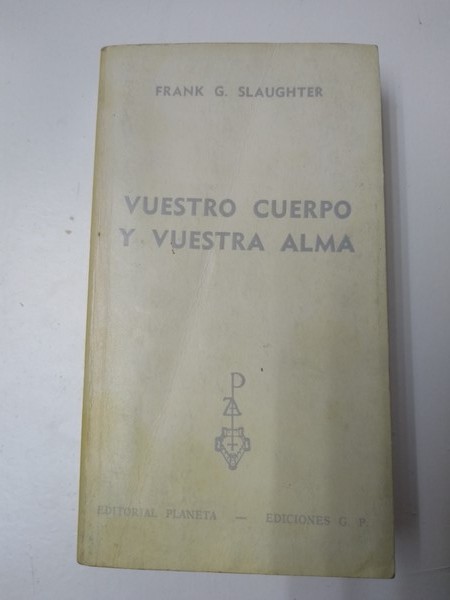 FRANK G. SLAUGHTER
VUESTRO CUERPO
Y VUESTRA ALMA
EDITORIAL PLANETA — EDICIONES G. P.